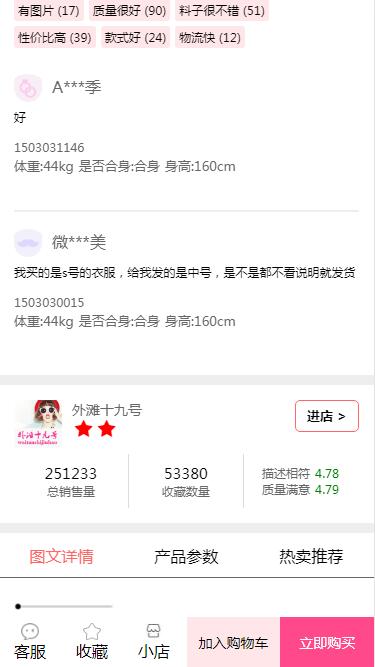 有图片 (17) 质量很好 (90) 料子很不错 (51)
性价比高 (39) 款式好 (24) 物流快 (12)
A***季
好
1503031146
体重:44kg 是否合身:合身 身高:160cm
微***美
我买的是s号的衣服，给我发的是中号，是不是都不看说明就发货
1503030015
体重:44kg 是否合身:合身 身高:160cm
外滩十九号
外滩十九号
waitanshijiuhao
进店 >
251233
总销售量
53380
收藏数量
描述相符 4.78
质量满意 4.79
图文详情 产品参数 热卖推荐
客服 收藏 小店 加入购物车 立即购买